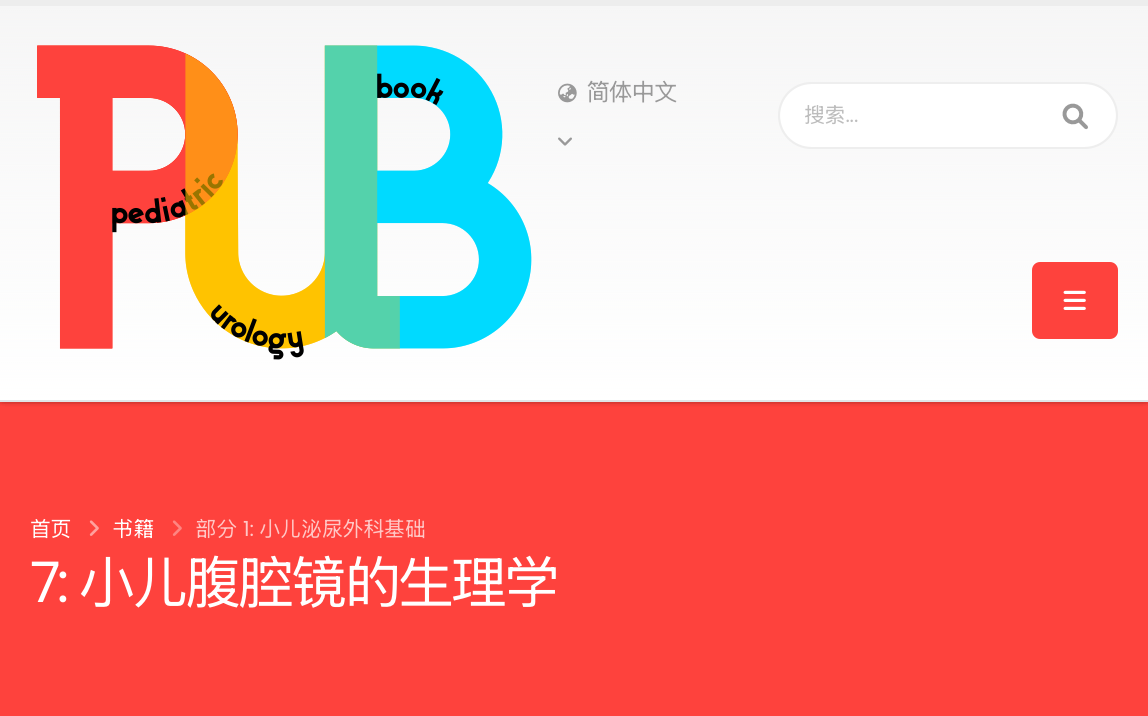 PUB
pediatric
urology
book
简体中文
搜索...
首页 书籍 部分 1: 小儿泌尿外科基础
7: 小儿腹腔镜的生理学